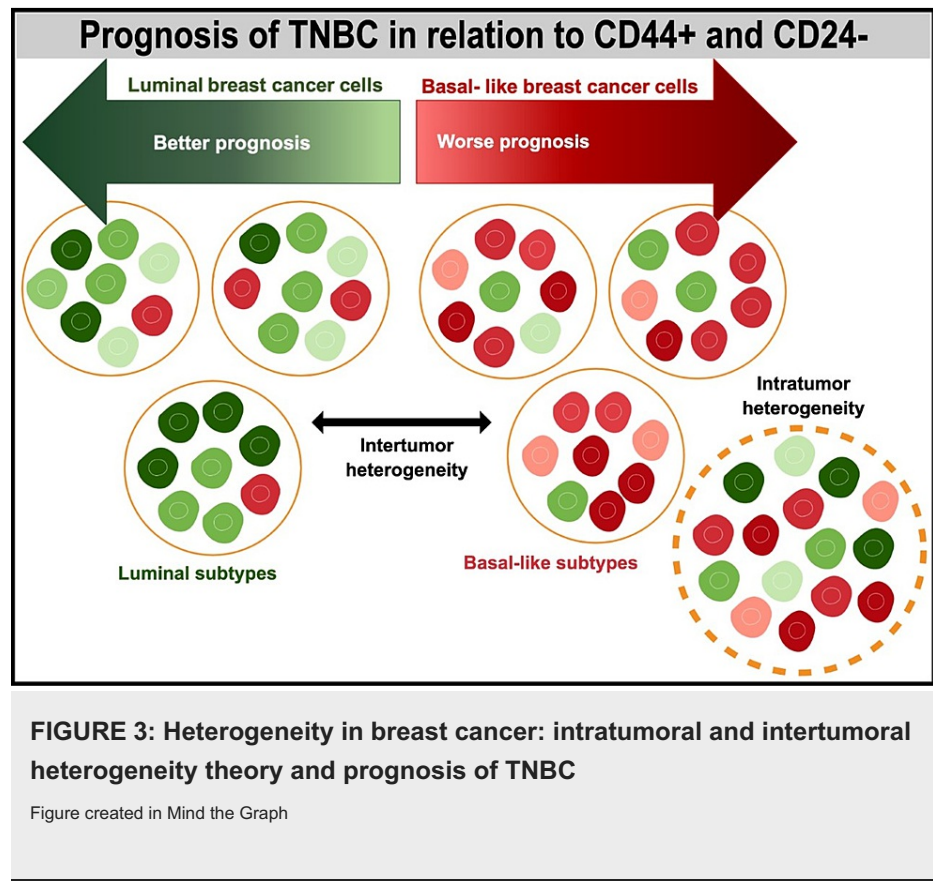 Prognosis of TNBC in relation to CD44+ and CD24-
Luminal breast cancer cells
Basal- like breast cancer cells
Better prognosis
Worse prognosis
Intertumor
heterogeneity
Intratumor
heterogeneity
Luminal subtypes
Basal-like subtypes
FIGURE 3: Heterogeneity in breast cancer: intratumoral and intertumoral
heterogeneity theory and prognosis of TNBC
Figure created in Mind the Graph